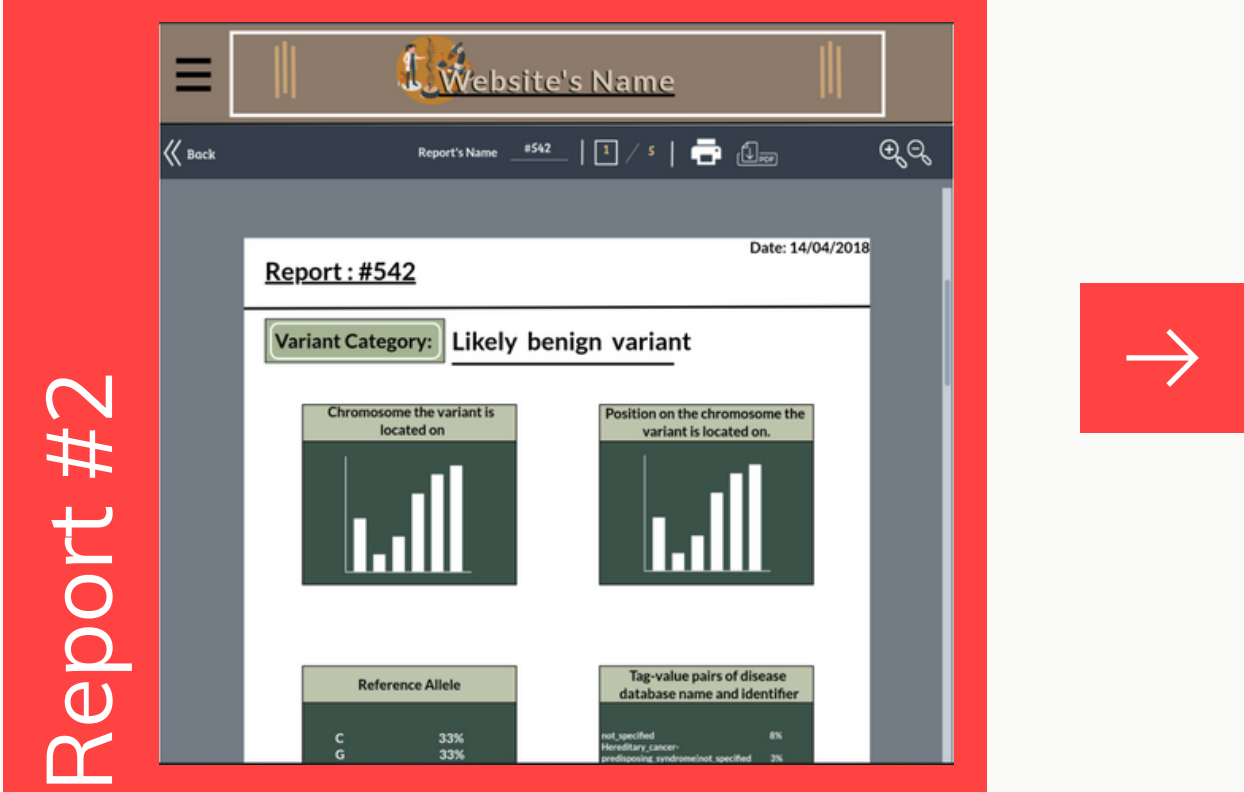 Report #2
Website's Name
Back
Report's Name #542 | 1 / 5 |
PDF
Date: 14/04/2018
Report : #542
Variant Category: Likely benign variant
Chromosome the variant is
located on
Position on the chromosome the
variant is located on.
Reference Allele
C 33%
G 33%
Tag-value pairs of disease
database name and identifier
not_specified 8%
Hereditary_cancer-
predisposing_syndrome|not_specified 3%